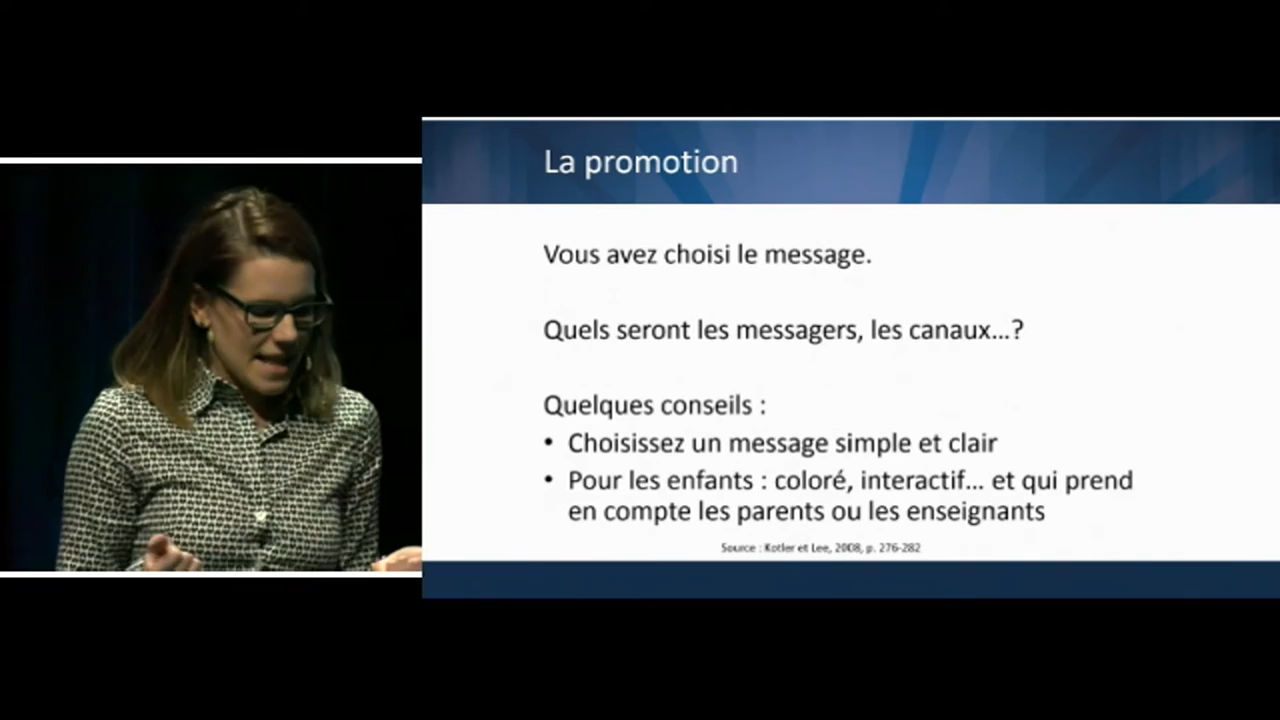 La promotion
Vous avez choisi le message.
Quels seront les messagers, les canaux...?
Quelques conseils :
• Choisissez un message simple et clair
• Pour les enfants : coloré, interactif... et qui prend
en compte les parents ou les enseignants
Source : Kotler et Lee, 2008, p. 276-282